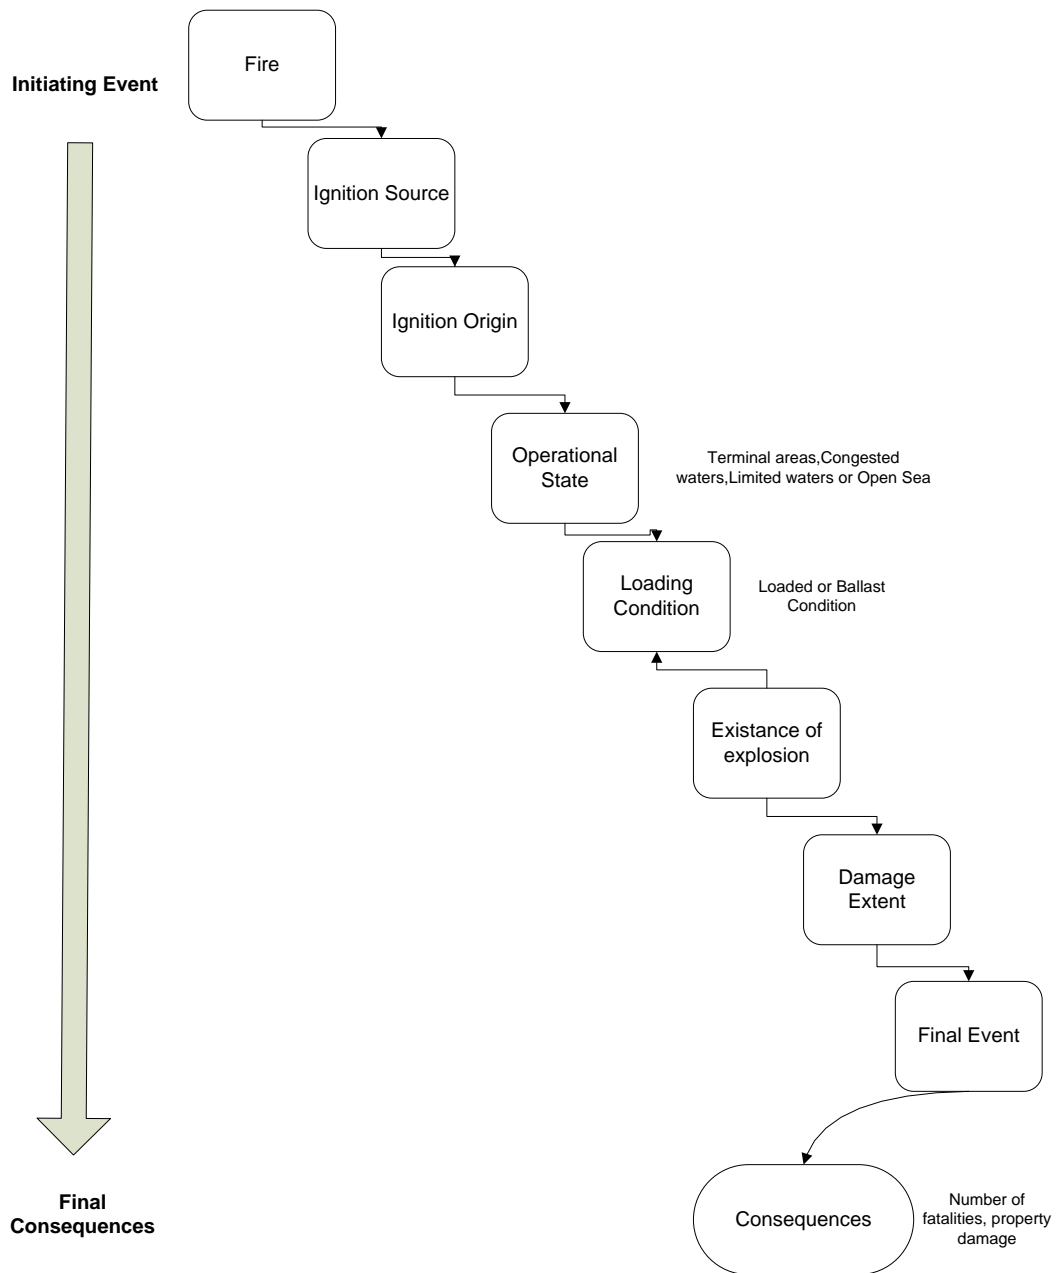 Fire
Initiating Event
Ignition Source
Ignition Origin
Operational
State
Terminal areas,Congested
waters,Limited waters or Open Sea
Loading
Condition
Loaded or Ballast
Condition
Existance of
explosion
Damage
Extent
Final Event
Final
Consequences
Consequences
Number of
fatalities, property
damage